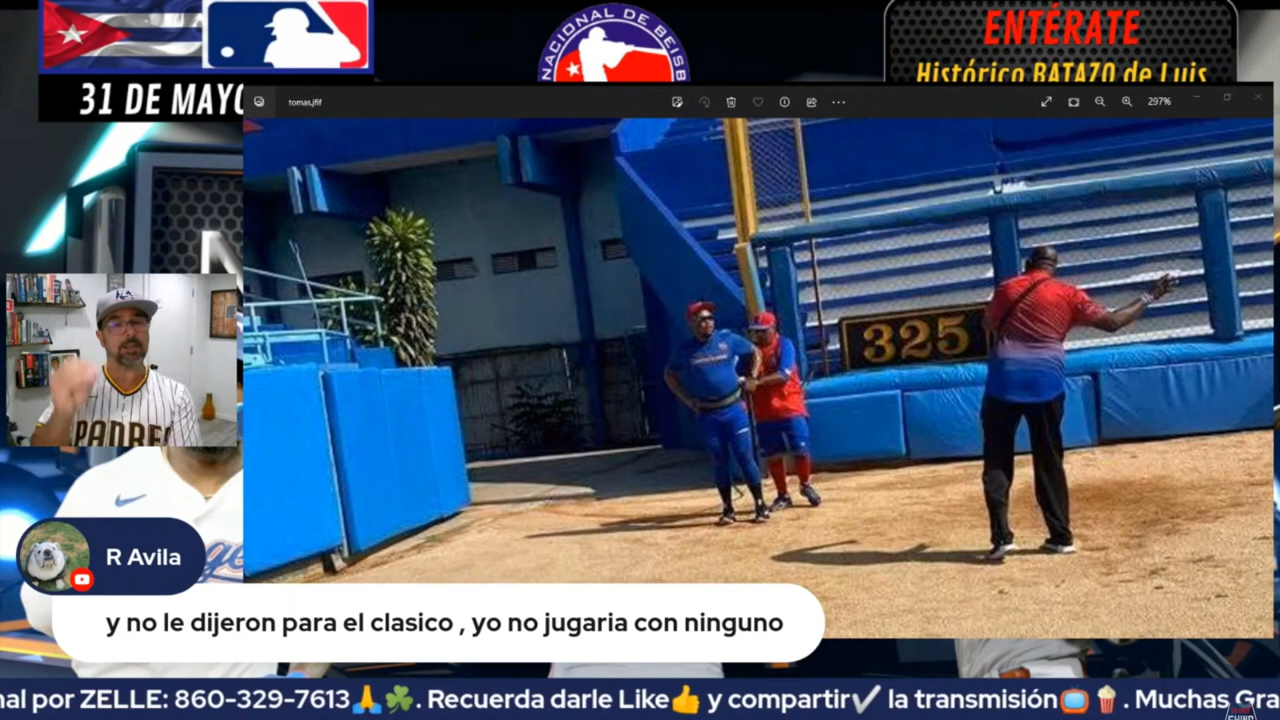 NACIONAL DE BEISB
ENTÉRATE
Histórico BATAZO de Luis
31 DE MAYO
tomas.jfif
297%
325
PADRE
R Avila
y no le dijeron para el clasico , yo no jugaria con ninguno
nal por ZELLE: 860-329-7613🙏☘️. Recuerda darle Like👍 y compartir✔️ la transmisión📺🍿. Muchas Gra